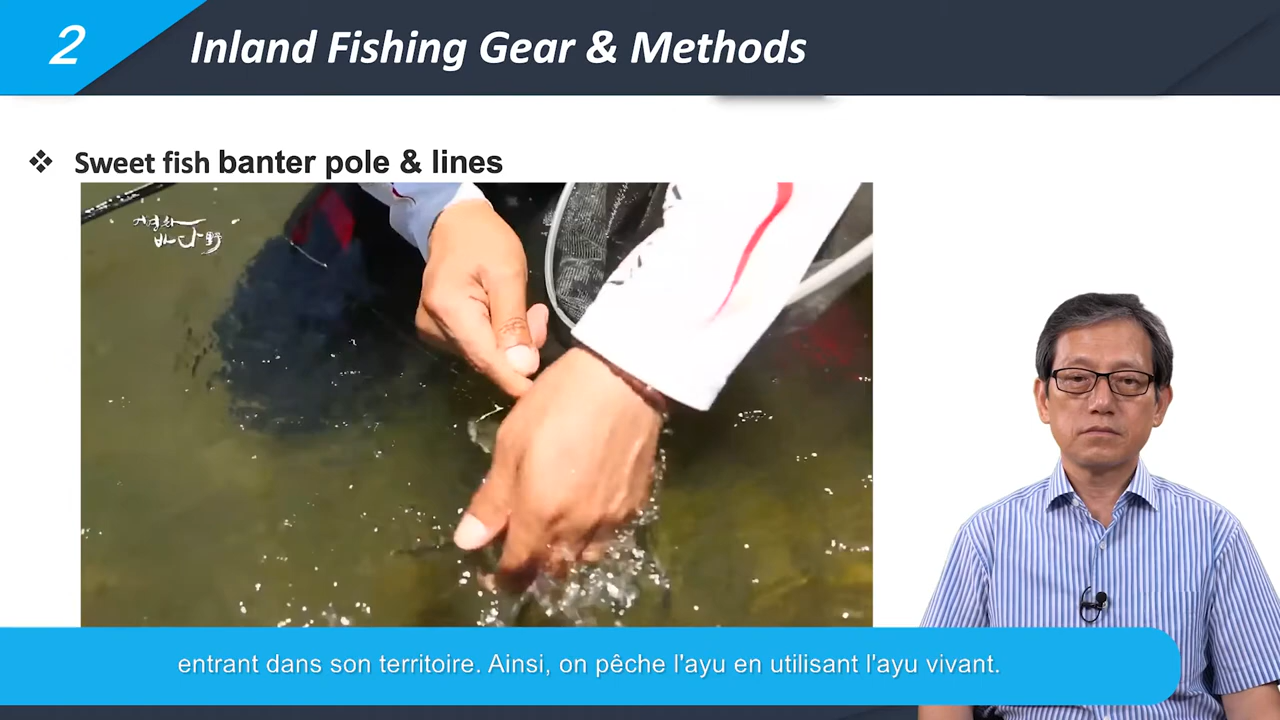 2
Inland Fishing Gear & Methods
❖ Sweet fish banter pole & lines
entrant dans son territoire. Ainsi, on pêche l'ayu en utilisant l'ayu vivant.